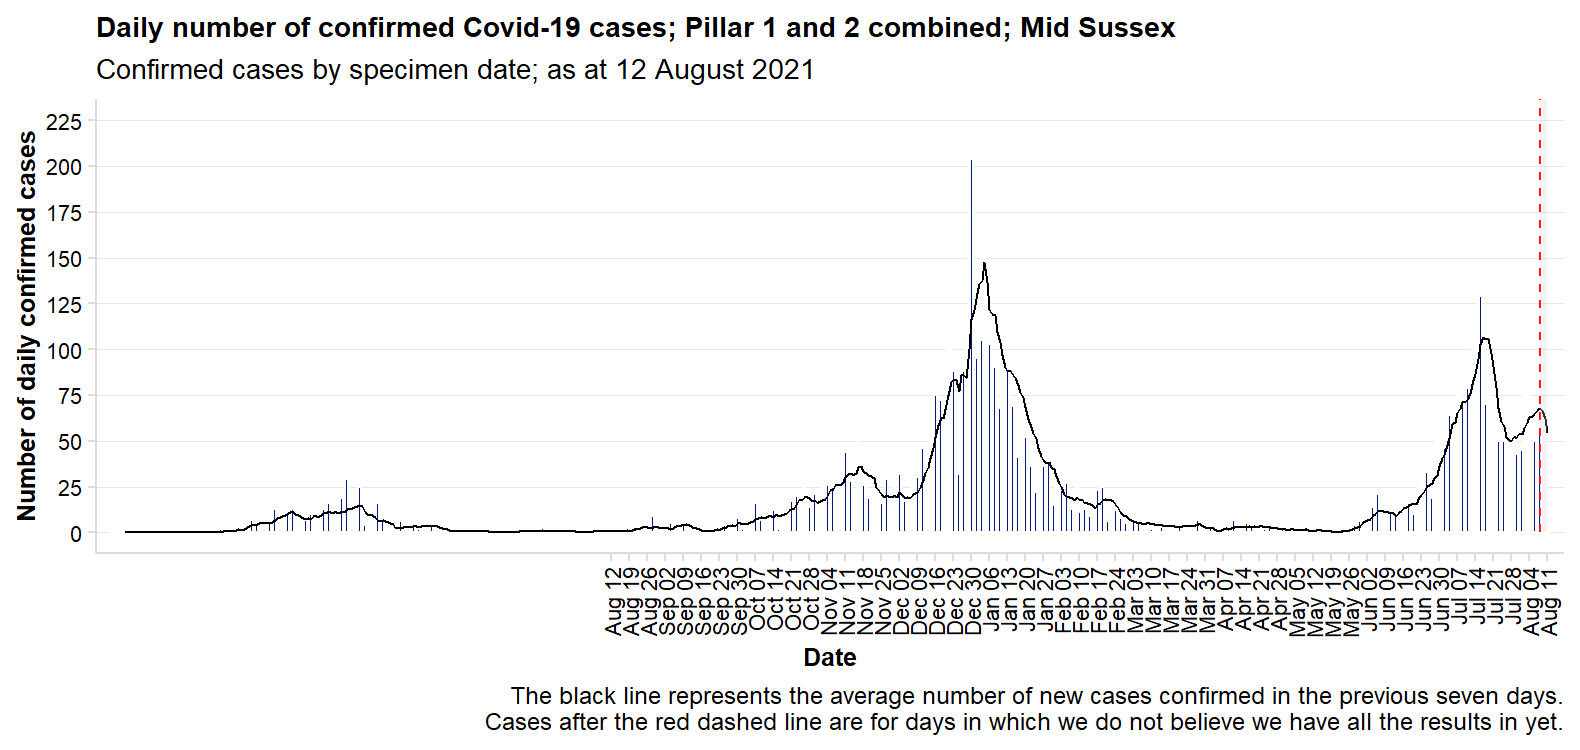 Daily number of confirmed Covid-19 cases; Pillar 1 and 2 combined; Mid Sussex
Confirmed cases by specimen date; as at 12 August 2021
Number of daily confirmed cases
225
200
175
150
125
100
75
50
25
0
Aug 12
Aug 19
Aug 26
Sep 02
Sep 09
Sep 16
Sep 23
Sep 30
Oct 07
Oct 14
Oct 21
Oct 28
Nov 04
Nov 11
Nov 18
Nov 25
Dec 02
Dec 09
Dec 16
Dec 23
Dec 30
Jan 06
Jan 13
Jan 20
Jan 27
Feb 03
Feb 10
Feb 17
Feb 24
Mar 03
Mar 10
Mar 17
Mar 24
Mar 31
Apr 07
Apr 14
Apr 21
Apr 28
May 05
May 12
May 19
May 26
Jun 02
Jun 09
Jun 16
Jun 23
Jun 30
Jul 07
Jul 14
Jul 21
Jul 28
Aug 04
Aug 11
Date
The black line represents the average number of new cases confirmed in the previous seven days.
Cases after the red dashed line are for days in which we do not believe we have all the results in yet.